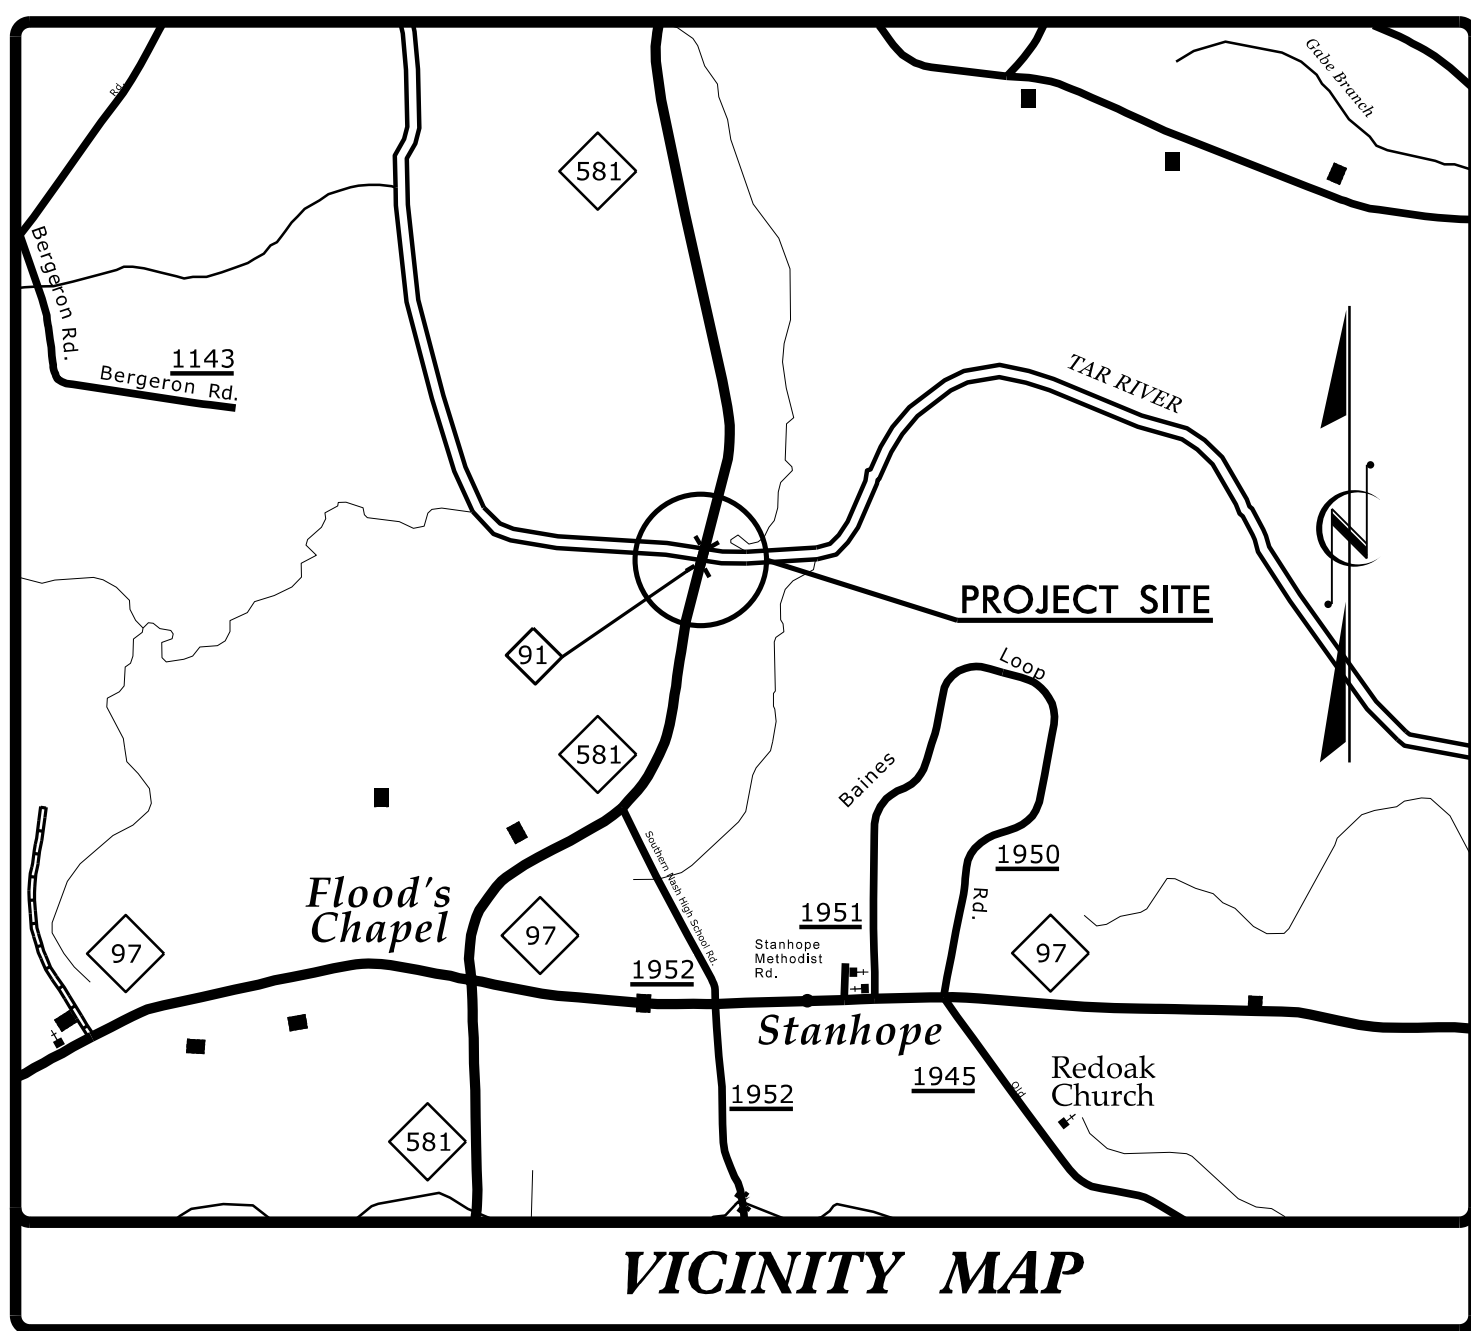 Rd.
Gabe Branch
581
Bergeron Rd.
1143
Bergeron Rd.
TAR RIVER
N
PROJECT SITE
91
Loop
581
Baines
1950
Flood's
Chapel
Southern Nash High School Rd.
Rd.
1951
97
97
97
Stanhope
Methodist
Rd.
1952
Stanhope
1945
Old
Redoak
Church
1952
581
VICINITY MAP